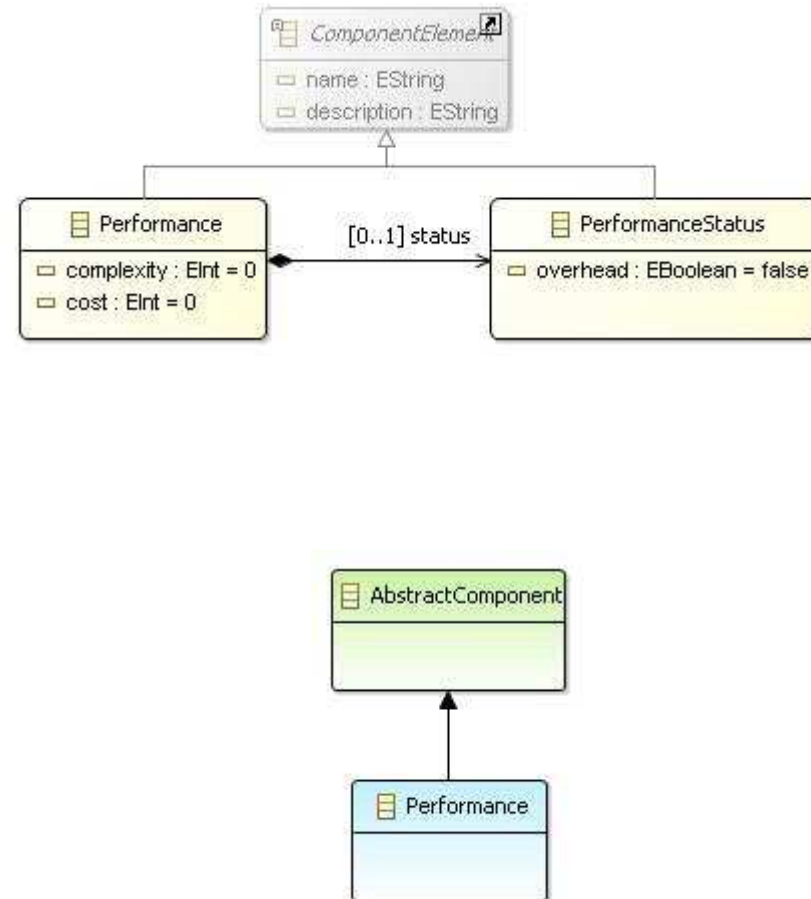 ComponentElement
name : EString
description : EString
Performance
complexity : EInt = 0
cost : EInt = 0
[0..1] status
PerformanceStatus
overhead : EBoolean = false
AbstractComponent
Performance